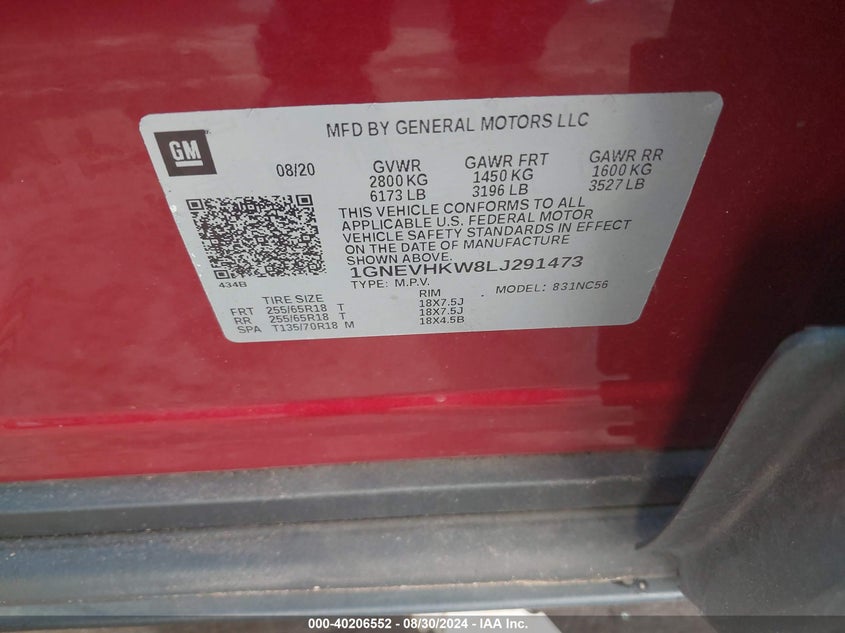 GM
MFD BY GENERAL MOTORS LLC
08/20
GVWR
2800 KG
6173 LB
GAWR FRT
1450 KG
3196 LB
GAWR RR
1600 KG
3527 LB
THIS VEHICLE CONFORMS TO ALL
APPLICABLE U.S. FEDERAL MOTOR
VEHICLE SAFETY STANDARDS IN EFFECT
ON THE DATE OF MANUFACTURE
SHOWN ABOVE.
1GNEVHKW8LJ291473
434B
TYPE: M.P.V.
MODEL: 831NC56
TIRE SIZE
RIM
FRT 255/65R18 T 18X7.5J
RR 255/65R18 T 18X7.5J
SPA T135/70R18 M 18X4.5B
000-40206552 - 08/30/2024 - IAA Inc.